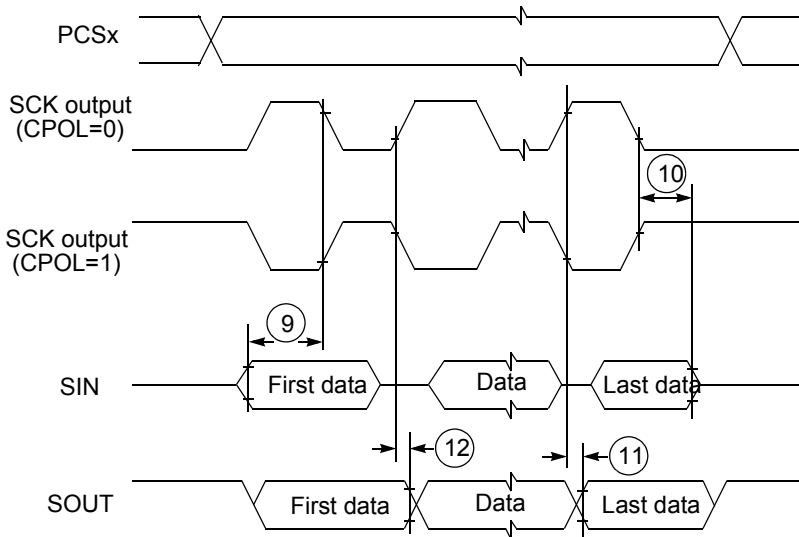 PCSx
SCK output
(CPOL=0)
10
SCK output
(CPOL=1)
9
SIN
First data
Data
Last data
12
11
SOUT
First data
Data
Last data